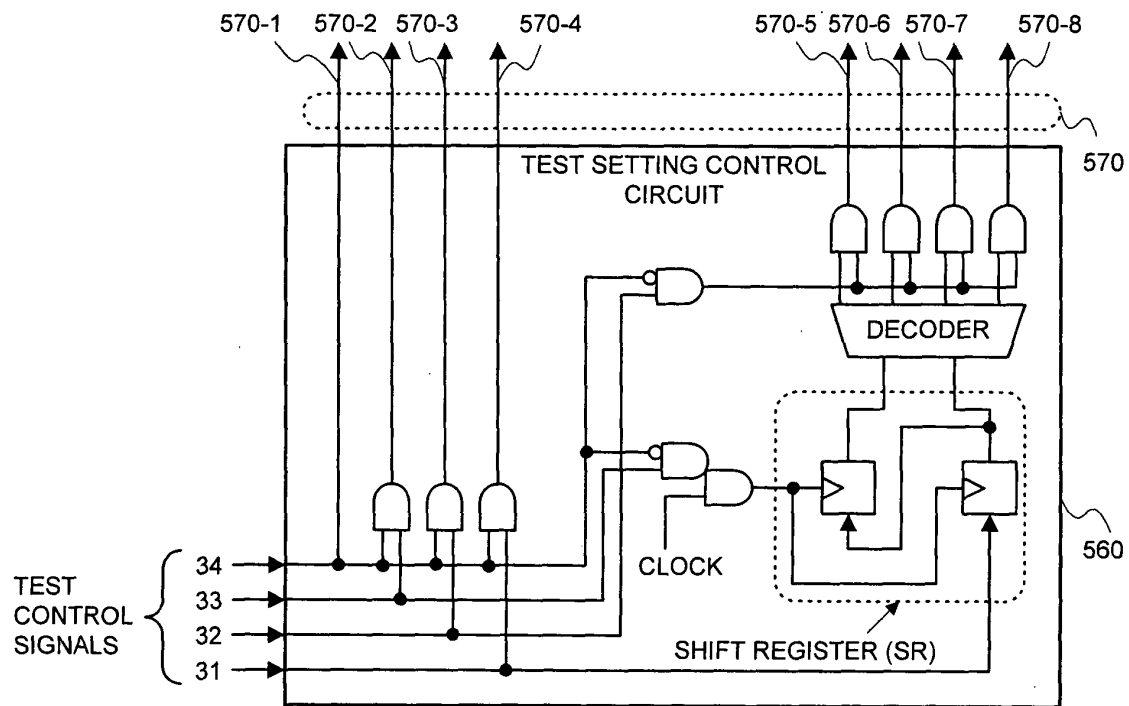 570-1
570-2
570-3
570-4
570-5
570-6
570-7
570-8
570
TEST SETTING CONTROL
CIRCUIT
DECODER
CLOCK
560
TEST
CONTROL
SIGNALS
34
33
32
31
SHIFT REGISTER (SR)